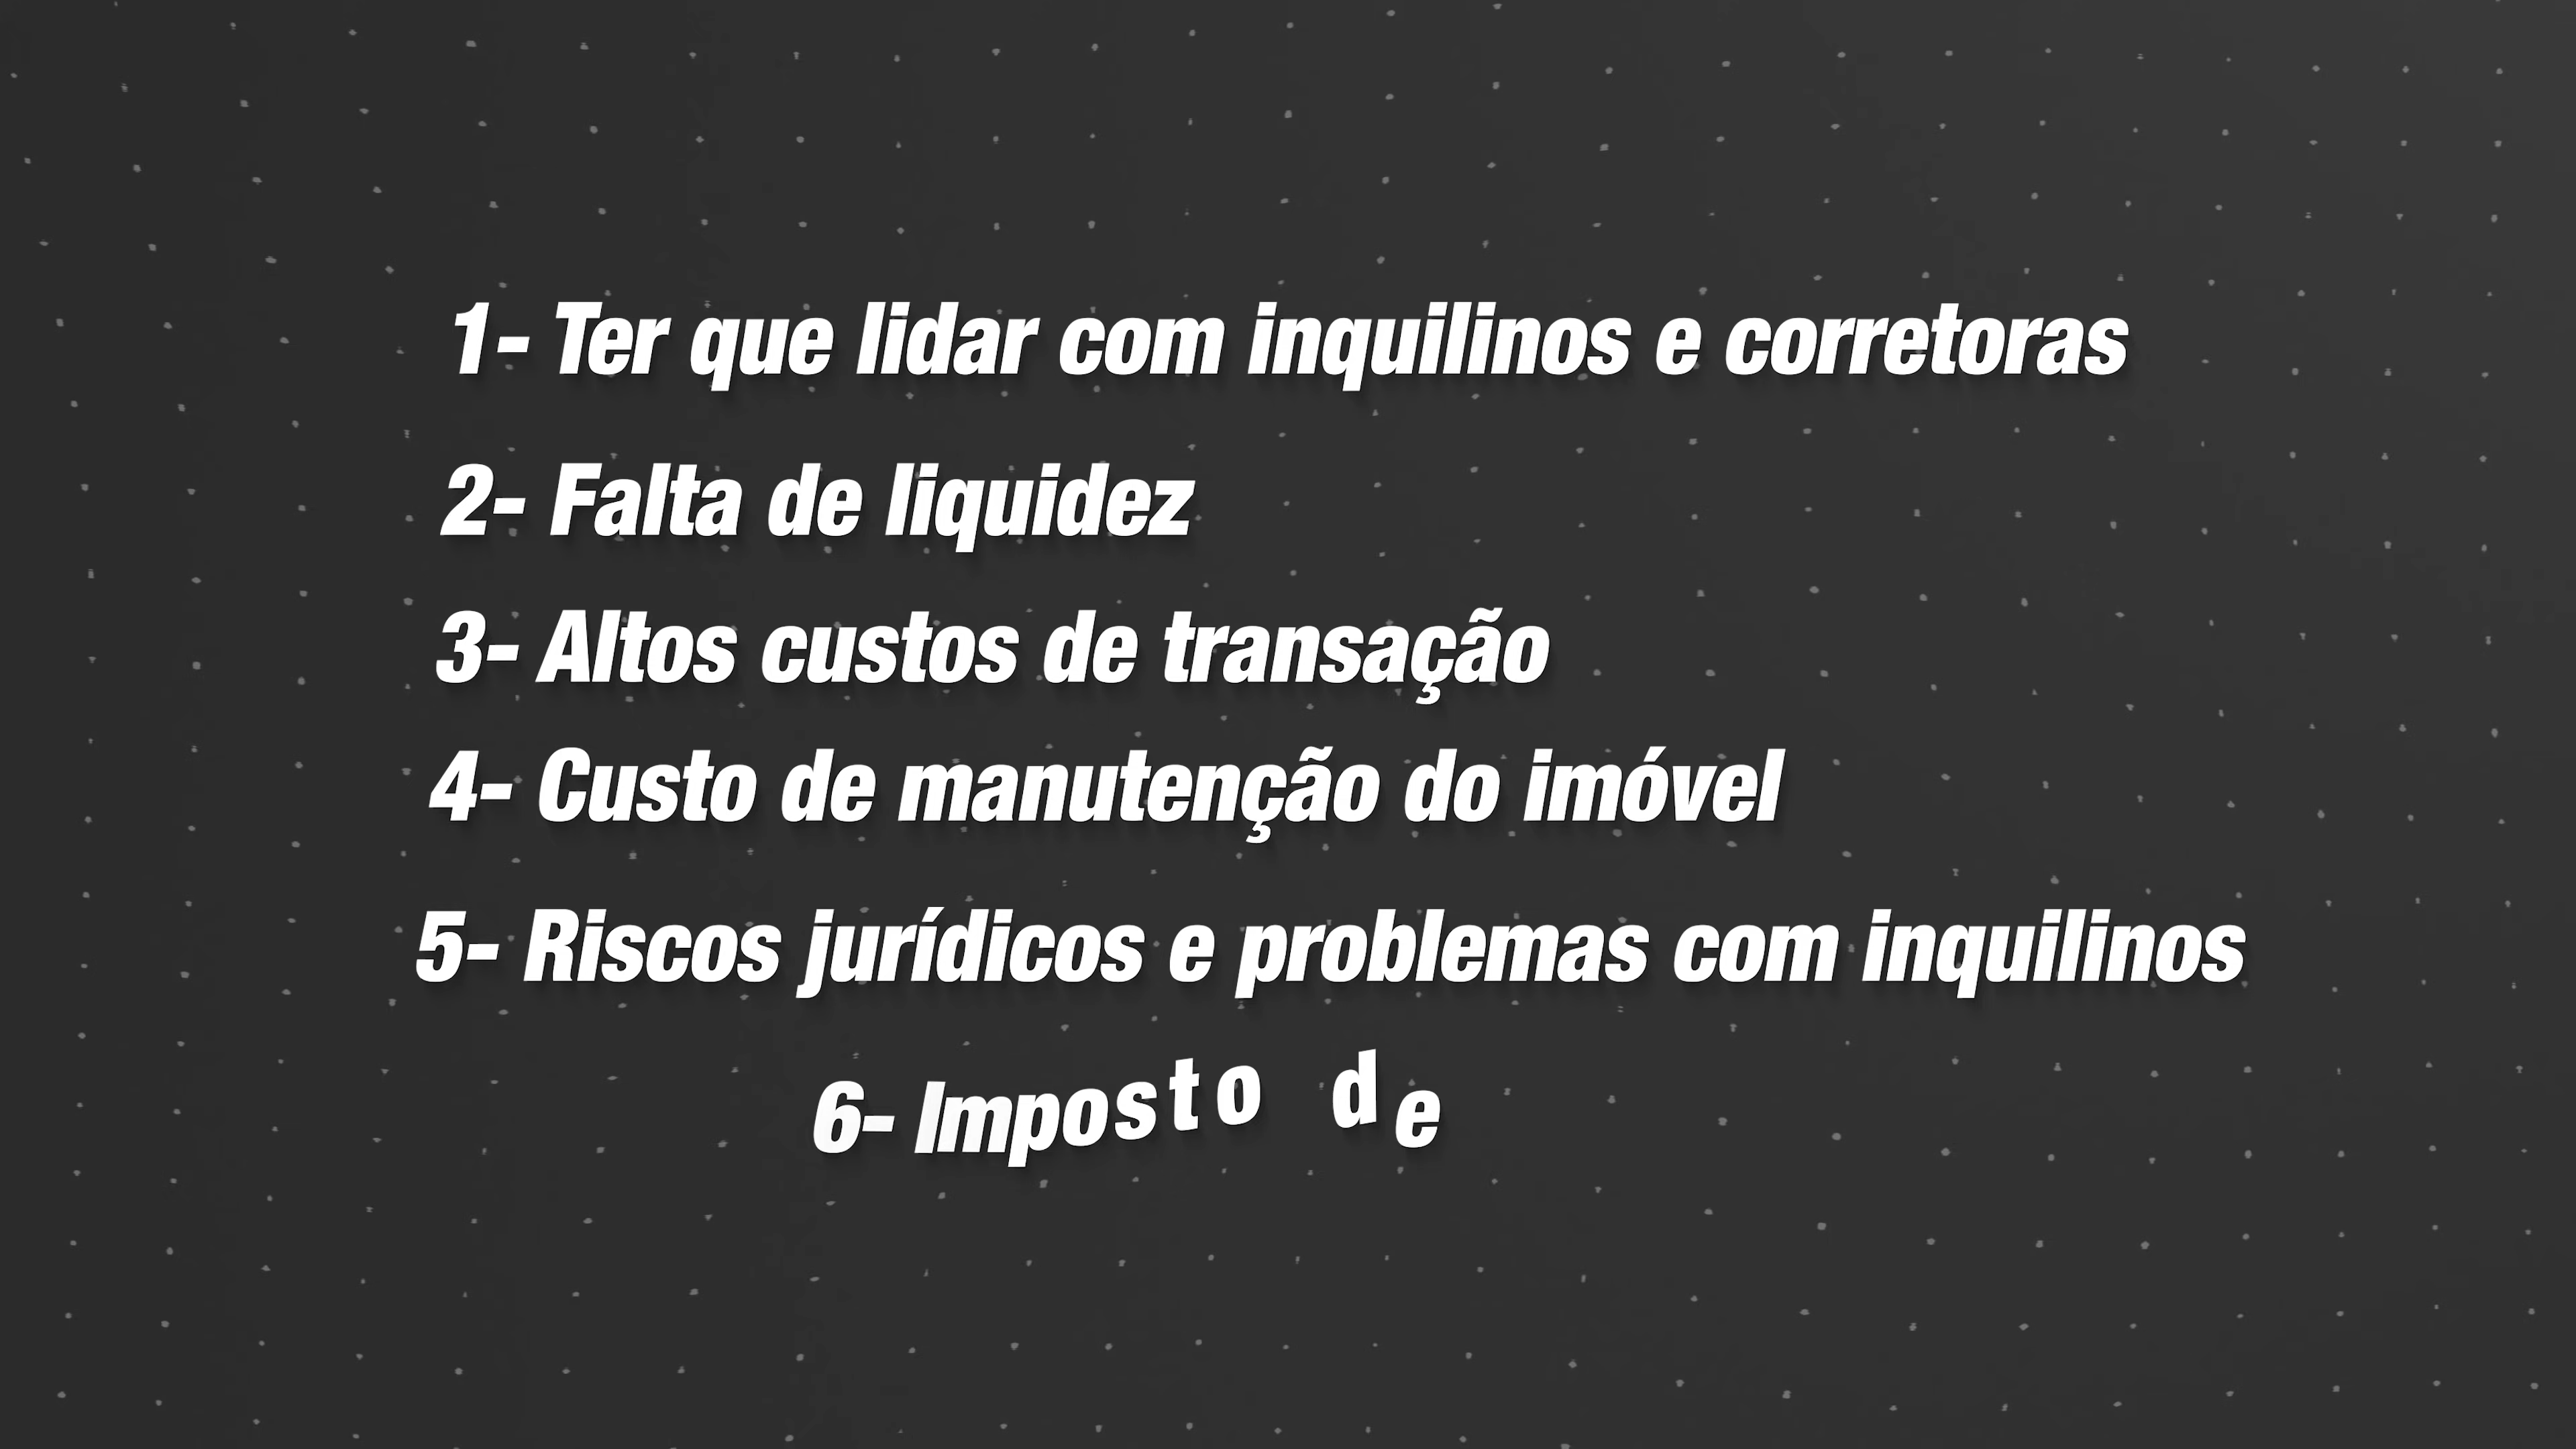 1- Ter que lidar com inquilinos e corretoras
2- Falta de liquidez
3- Altos custos de transação
4- Custo de manutenção do imóvel
5- Riscos jurídicos e problemas com inquilinos
6- Imposto de